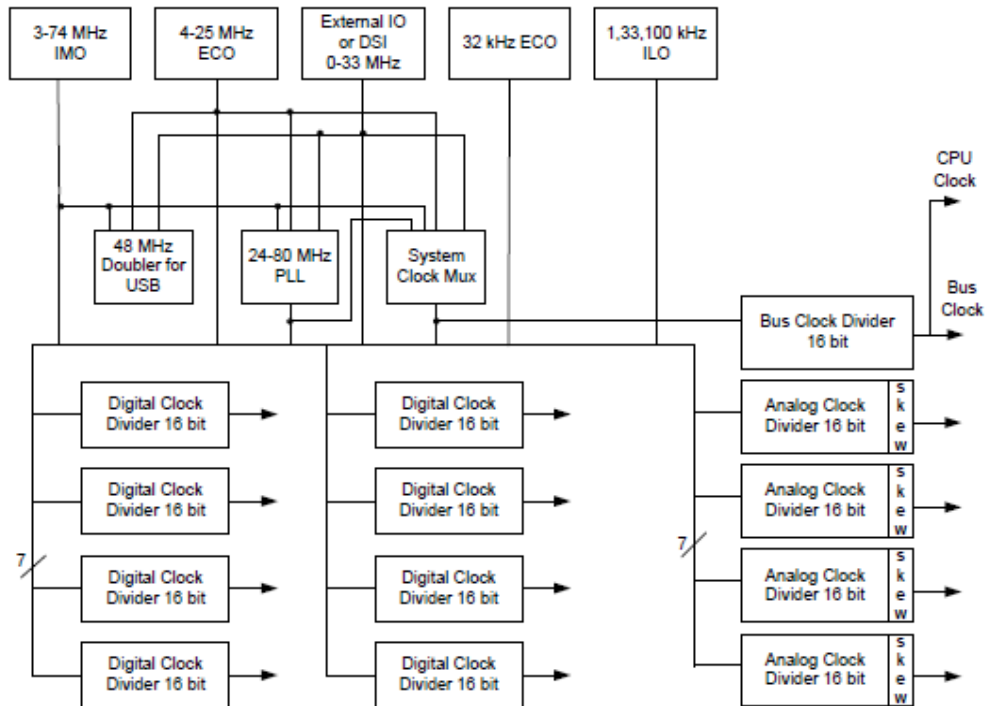 3-74 MHz
IMO
4-25 MHz
ECO
External IO
or DSI
0-33 MHz
32 kHz ECO
1,33,100 kHz
ILO
CPU
Clock
48 MHz
Doubler for
USB
24-80 MHz
PLL
System
Clock Mux
Bus
Clock
Bus Clock Divider
16 bit
Digital Clock
Divider 16 bit
Digital Clock
Divider 16 bit
Analog Clock
Divider 16 bit
s
k
e
w
Digital Clock
Divider 16 bit
Digital Clock
Divider 16 bit
Analog Clock
Divider 16 bit
s
k
e
w
7
7
Digital Clock
Divider 16 bit
Digital Clock
Divider 16 bit
Analog Clock
Divider 16 bit
s
k
e
w
Digital Clock
Divider 16 bit
Digital Clock
Divider 16 bit
Analog Clock
Divider 16 bit
s
k
e
w